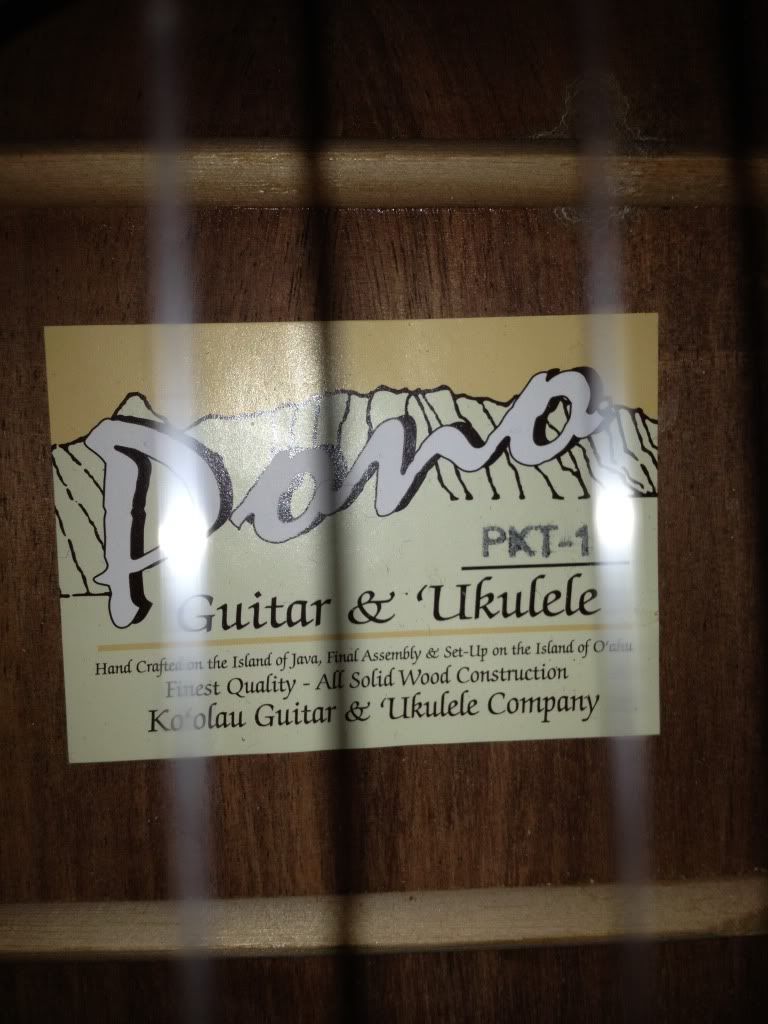 Pono
PKT-1
Guitar & ‘Ukulele
Hand Crafted on the Island of Java, Final Assembly & Set-Up on the Island of O‘ahu
Finest Quality - All Solid Wood Construction
Ko‘olau Guitar & ‘Ukulele Company